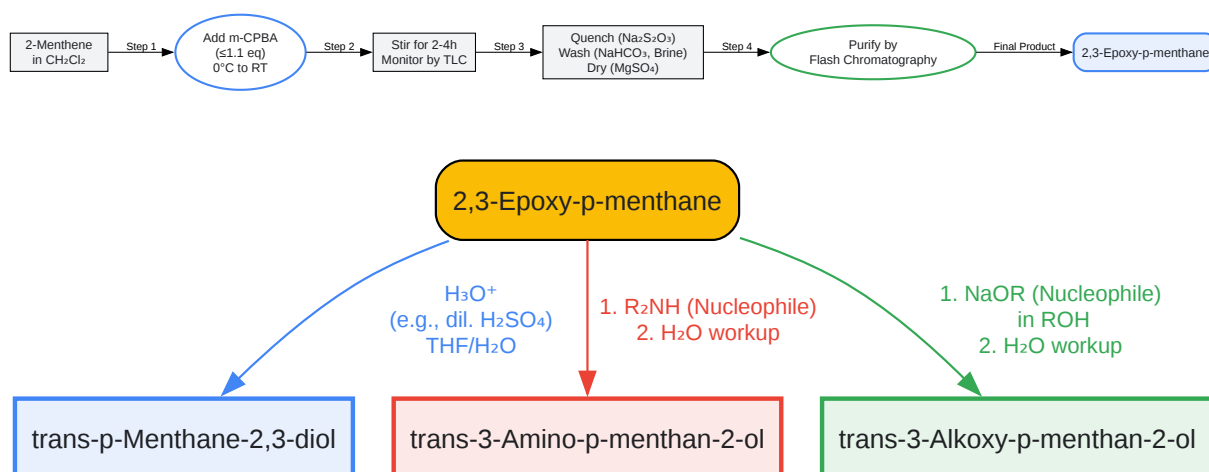 2-Menthene
in CH₂Cl₂
Step 1
Add m-CPBA
(≤1.1 eq)
0°C to RT
Step 2
Stir for 2-4h
Monitor by TLC
Step 3
Quench (Na₂S₂O₃)
Wash (NaHCO₃, Brine)
Dry (MgSO₄)
Step 4
Purify by
Flash Chromatography
Final Product
2,3-Epoxy-p-menthane
2,3-Epoxy-p-menthane
H₃O⁺
(e.g., dil. H₂SO₄)
THF/H₂O
1. R₂NH (Nucleophile)
2. H₂O workup
1. NaOR (Nucleophile)
in ROH
2. H₂O workup
trans-p-Menthane-2,3-diol
trans-3-Amino-p-menthan-2-ol
trans-3-Alkoxy-p-menthan-2-ol